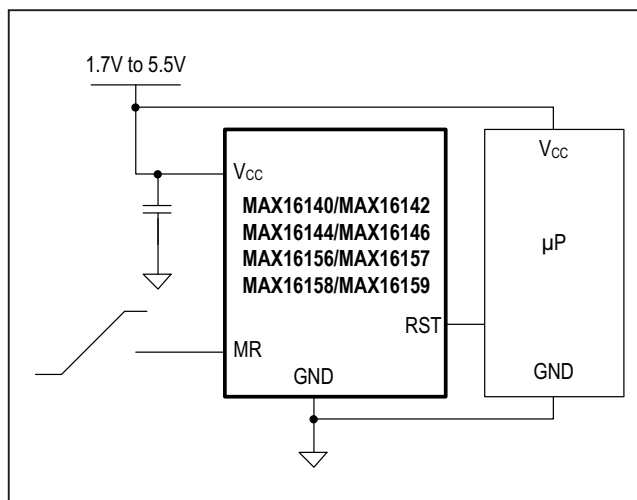 1.7V to 5.5V
VCC
MAX16140/MAX16142
MAX16144/MAX16146
MAX16156/MAX16157
MAX16158/MAX16159
RST
MR
GND
VCC
µP
GND